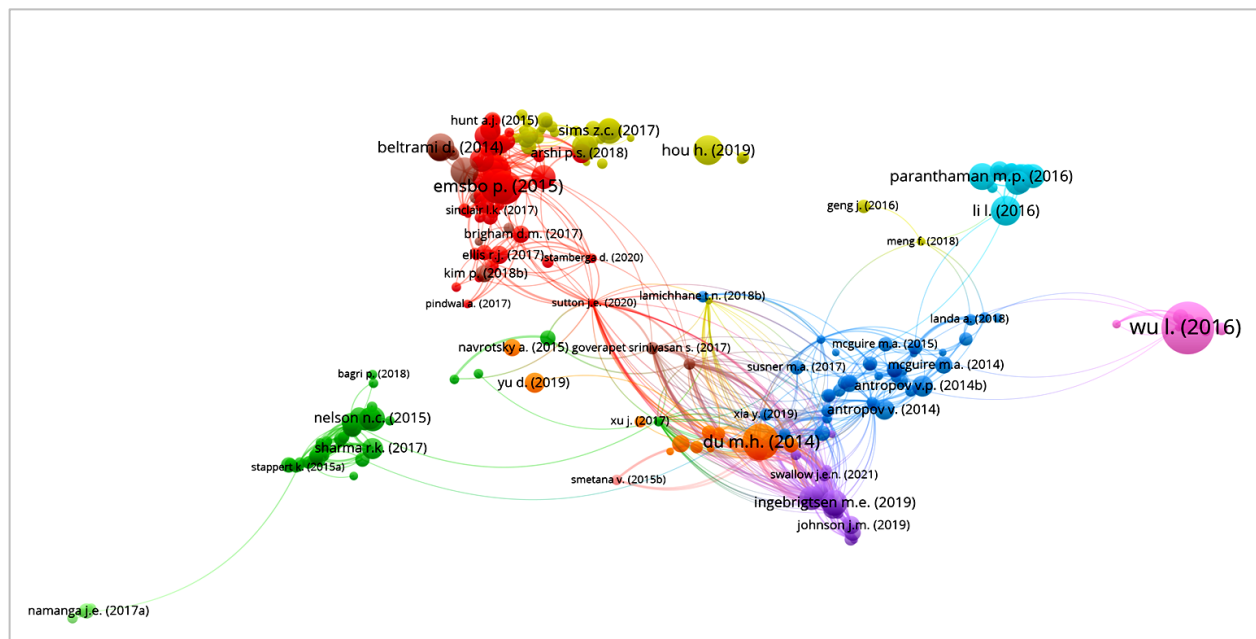 hunt a.j. (2015)
sims z.c. (2017)
beltrami d. (2014)
arshi p.s. (2018)
hou h. (2019)
emsbo p. (2015)
paranthaman m.p. (2016)
sinclair l.k. (2017)
geng j. (2016)
li l. (2016)
brigham d.m. (2017)
meng f. (2018)
ellis r.j. (2017)
stamberga d. (2020)
kim p. (2018b)
pindwal a. (2017)
sutton j.e. (2020)
lamichhane t.n. (2018b)
landa a. (2018)
wu l. (2016)
navrotsky a. (2015)
goverapet srinivasan s. (2017)
mcguire m.a. (2015)
mcguire m.a. (2014)
susner m.a. (2017)
bagri p. (2018)
yu d. (2019)
antropov v.p. (2014b)
nelson n.c. (2015)
xu j. (2017)
xia y. (2019)
antropov v. (2014)
sharma r.k. (2017)
du m.h. (2014)
stappert k. (2015a)
smetana v. (2015b)
swallow j.e.n. (2021)
ingebrigtsen m.e. (2019)
johnson j.m. (2019)
namanga j.e. (2017a)